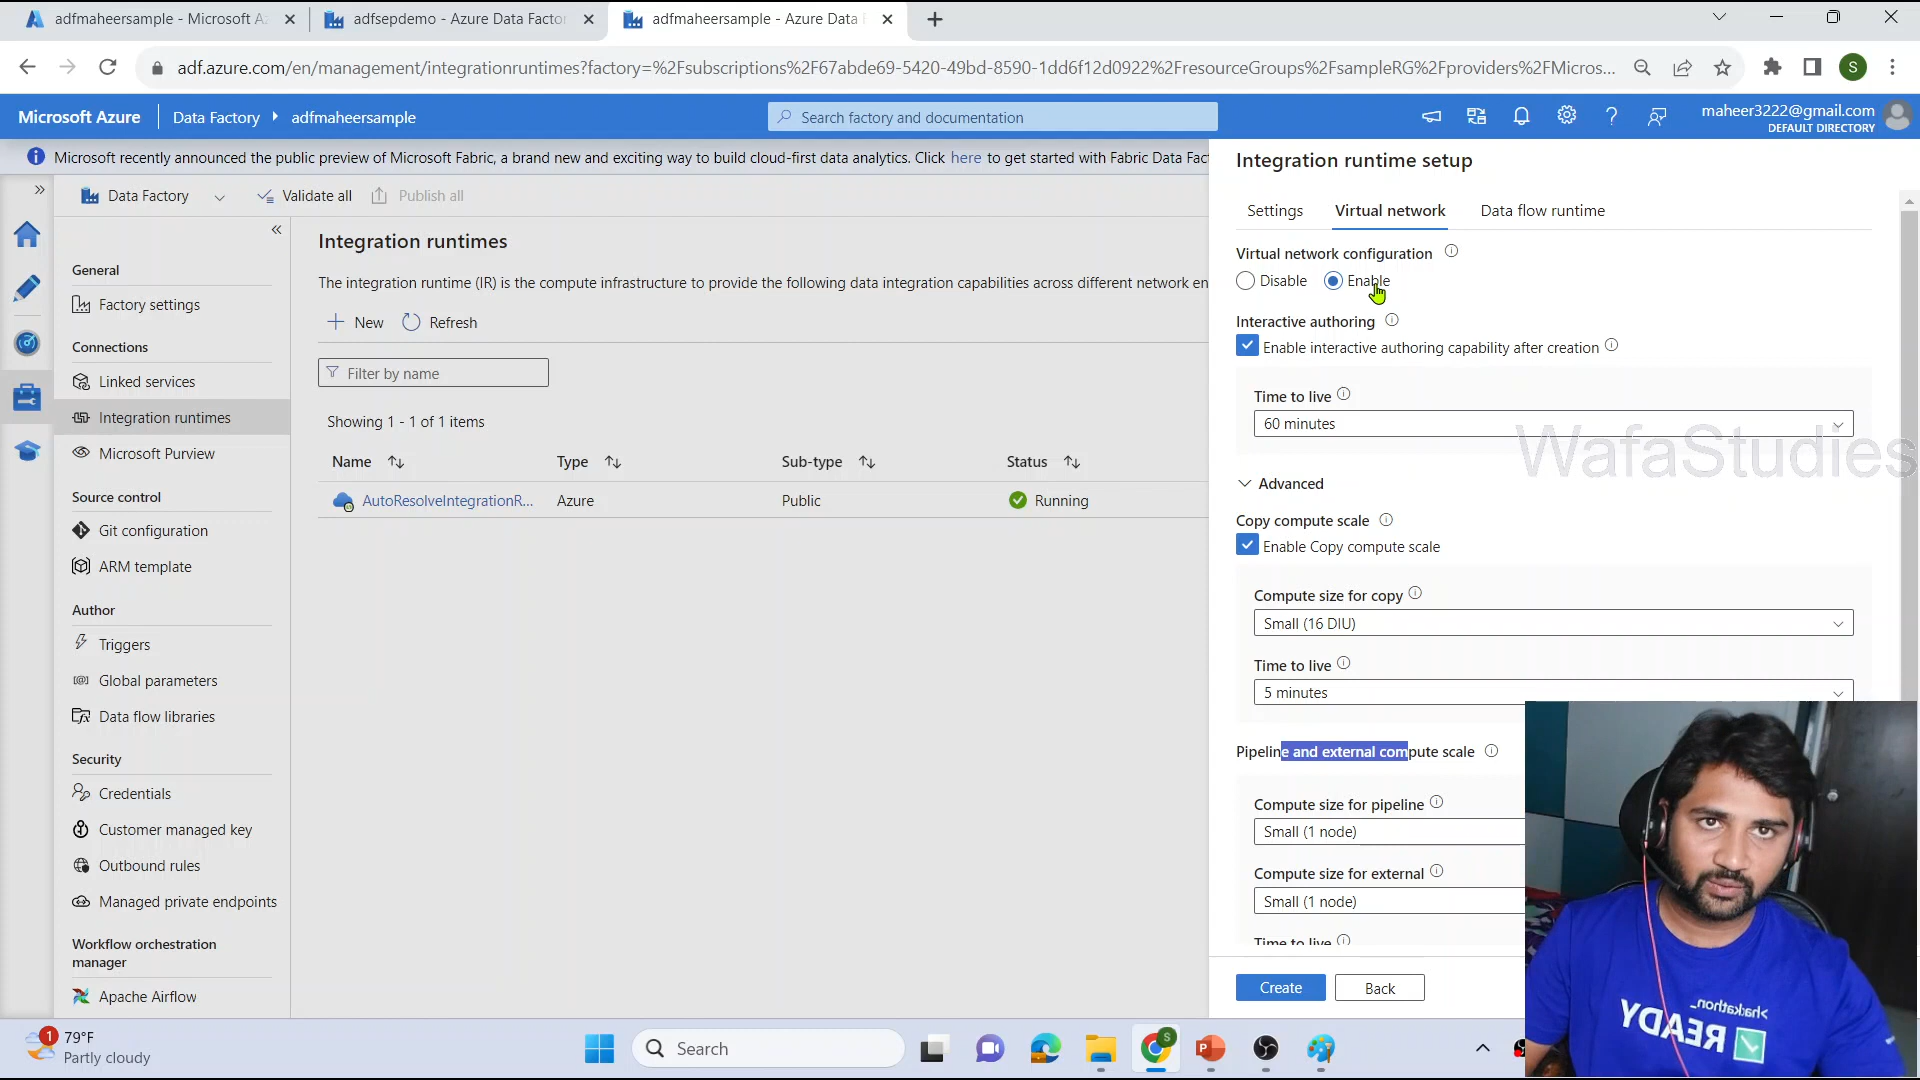 adfmaheersample - Microsoft A
adfsepdemo - Azure Data Factor
adfmaheersample - Azure Data
adf.azure.com/en/management/integrationruntimes?factory=%2Fsubscriptions%2F67abde69-5420-49bd-8590-1dd6f12d0922%2FresourceGroups%2FsampleRG%2Fproviders%2FMicros...
S
Microsoft Azure
Data Factory
adfmaheersample
Search factory and documentation
maheer3222@gmail.com
DEFAULT DIRECTORY
Microsoft recently announced the public preview of Microsoft Fabric, a brand new and exciting way to build cloud-first data analytics. Click here to get started with Fabric Data Fact
Data Factory
Validate all
Publish all
General
Factory settings
Connections
Linked services
Integration runtimes
Microsoft Purview
Source control
Git configuration
ARM template
Author
Triggers
Global parameters
Data flow libraries
Security
Credentials
Customer managed key
Outbound rules
Managed private endpoints
Workflow orchestration
manager
Apache Airflow
Integration runtimes
The integration runtime (IR) is the compute infrastructure to provide the following data integration capabilities across different network en
New
Refresh
Filter by name
Showing 1 - 1 of 1 items
Name Type Sub-type Status
AutoResolveIntegrationR... Azure Public Running
Integration runtime setup
Settings Virtual network Data flow runtime
Virtual network configuration
Disable Enable
Interactive authoring
Enable interactive authoring capability after creation
Time to live
60 minutes
WafaStudies
Advanced
Copy compute scale
Enable Copy compute scale
Compute size for copy
Small (16 DIU)
Time to live
5 minutes
Pipeline and external compute scale
Compute size for pipeline
Small (1 node)
Compute size for external
Small (1 node)
Time to live
Create
Back
>hackathon_
READY
1
79°F
Partly cloudy
Search
S